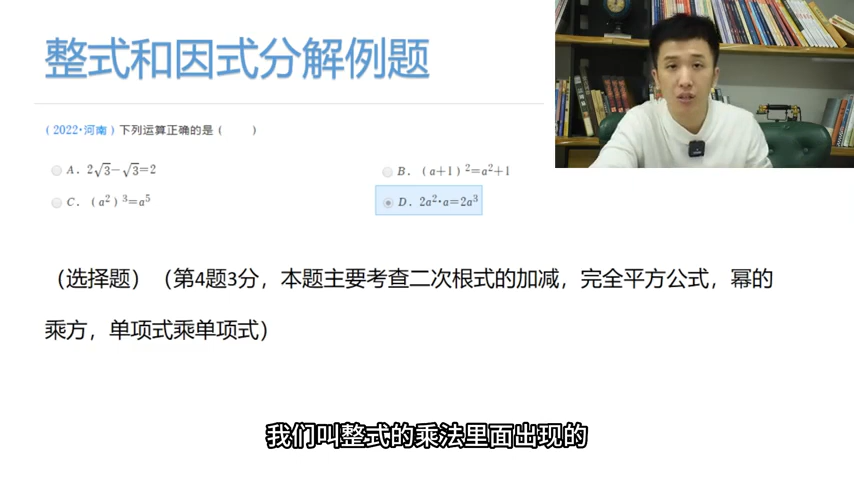 整式和因式分解例题
(2022•河南) 下列运算正确的是 (    )
A. 2√3−√3=2
B. (a+1)²=a²+1
C. (a²)³=a⁵
D. 2a²•a=2a³
（选择题）（第4题3分，本题主要考查二次根式的加减，完全平方公式，幂的
乘方，单项式乘单项式）
我们叫整式的乘法里面出现的